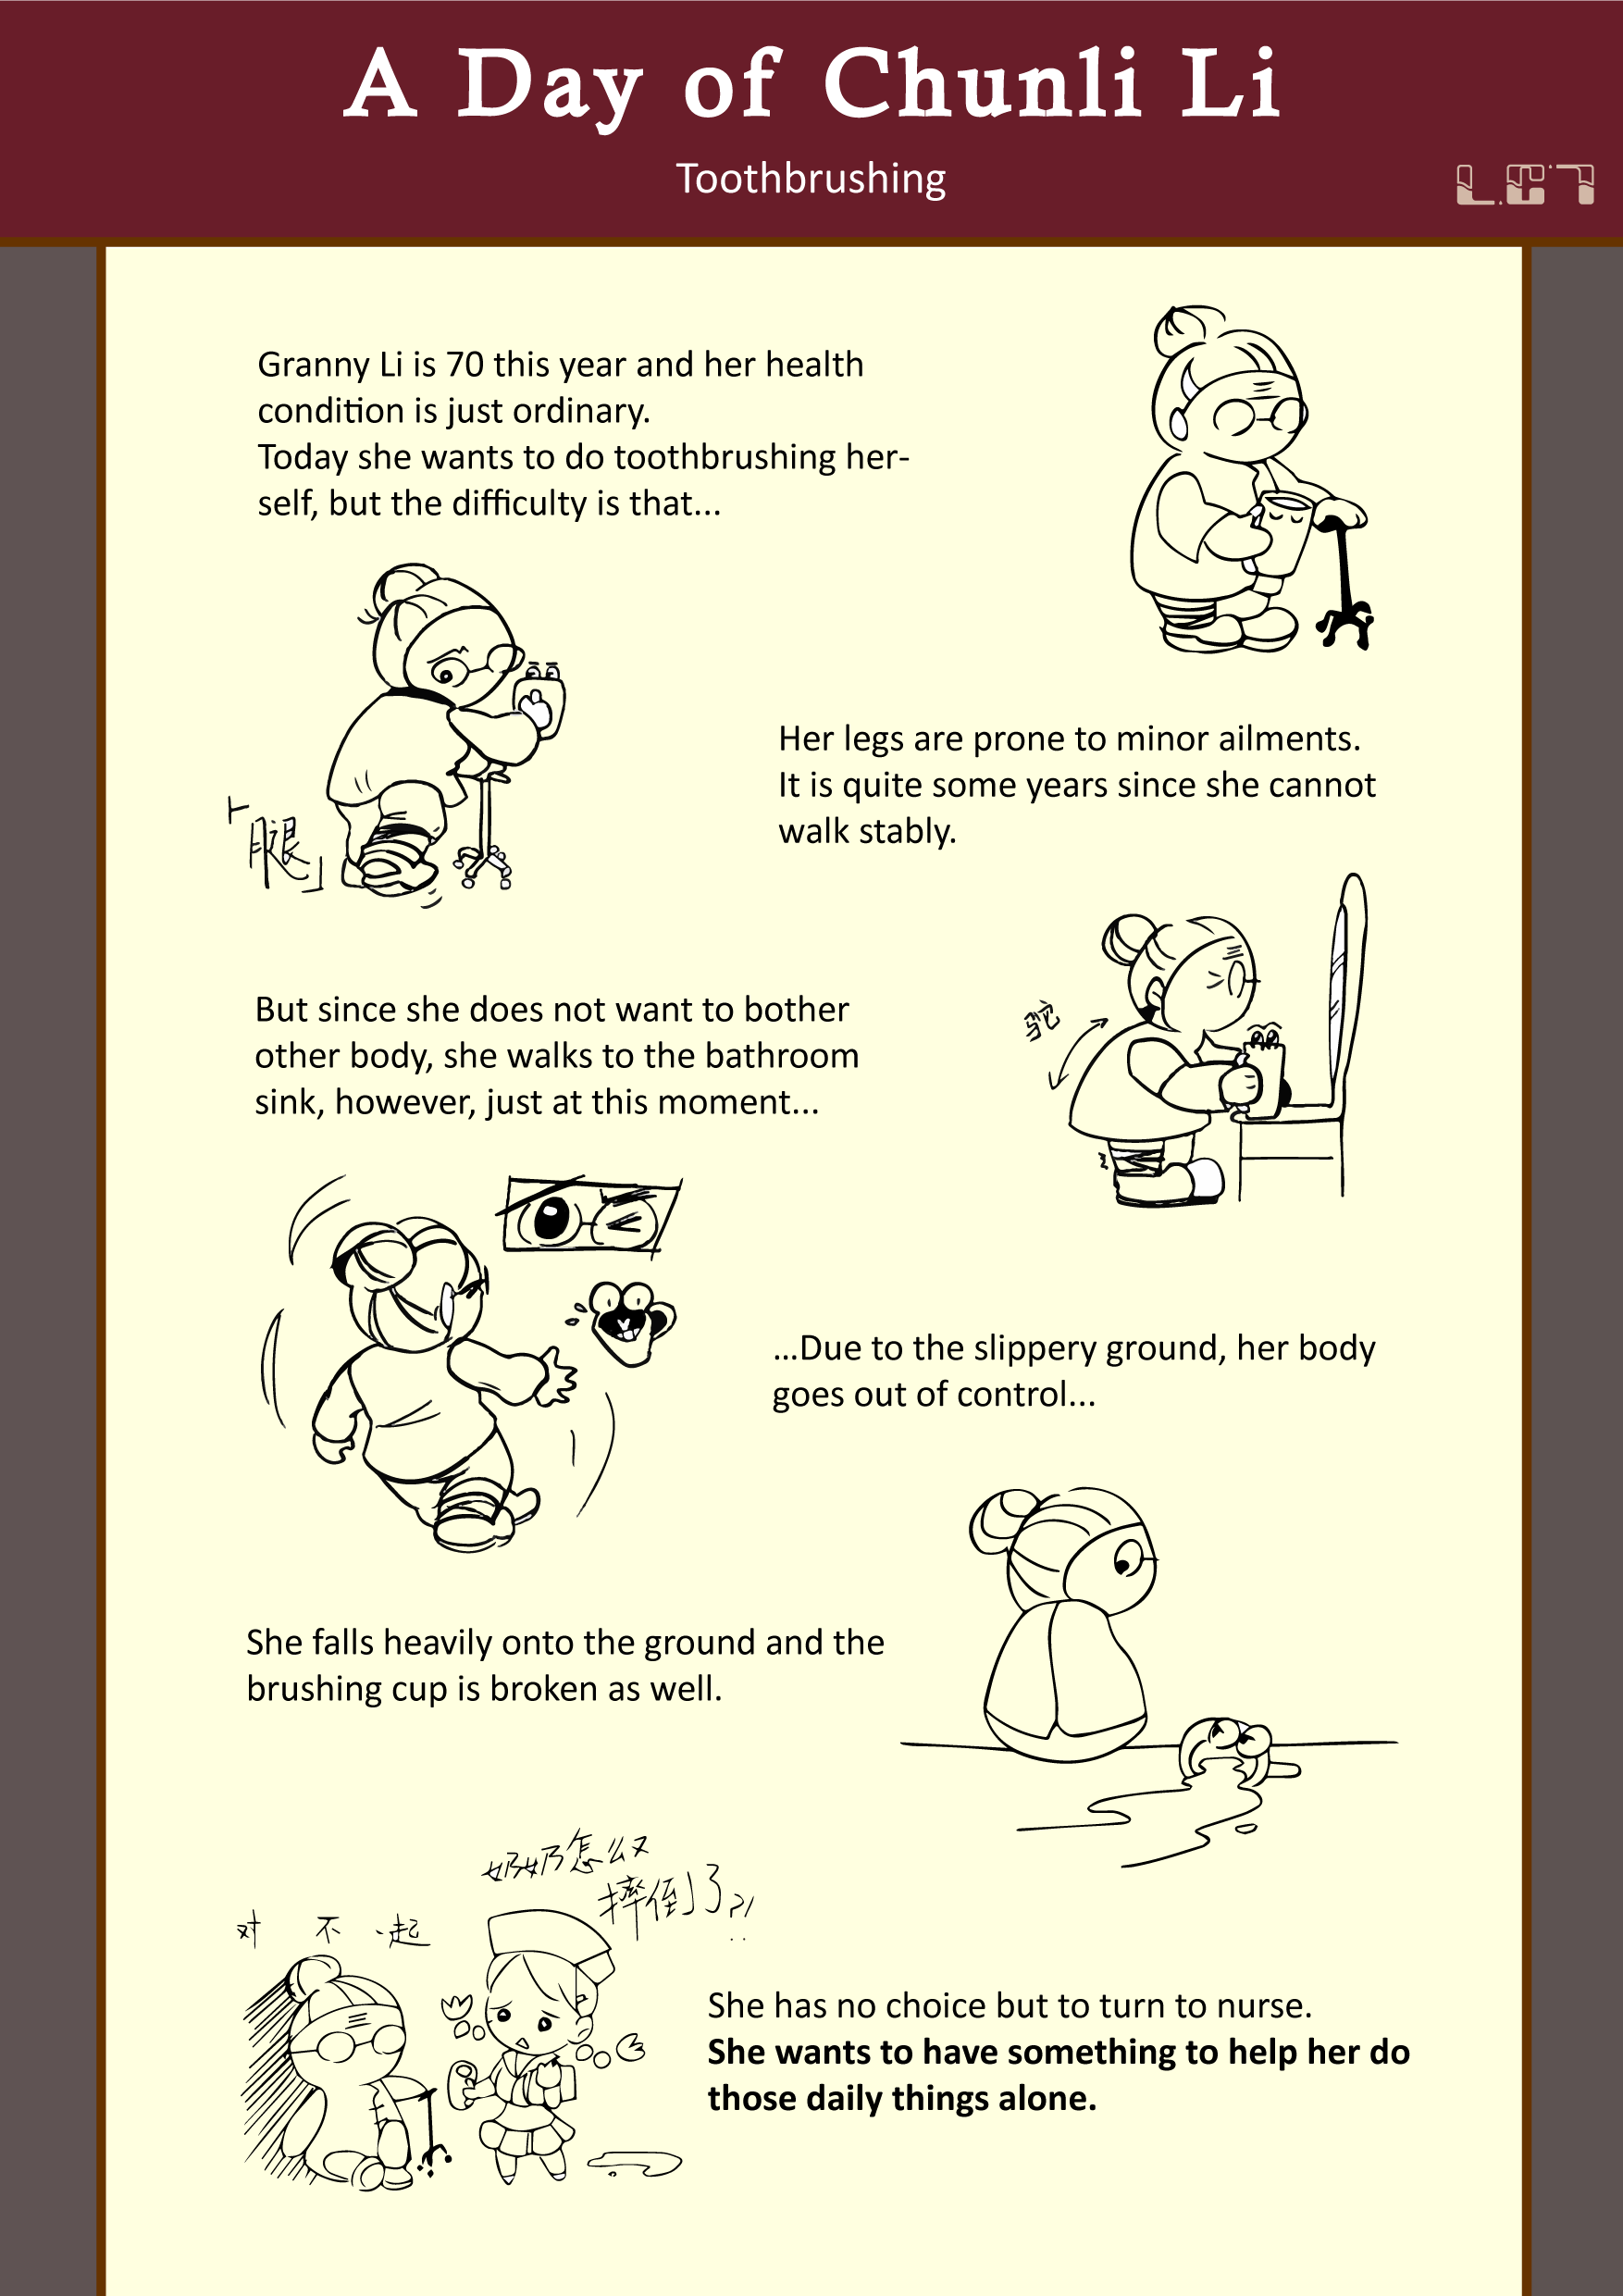 A Day of Chunli Li
Toothbrushing
Granny Li is 70 this year and her health
condition is just ordinary.
Today she wants to do toothbrushing her-
self, but the difficulty is that...
Her legs are prone to minor ailments.
It is quite some years since she cannot
walk stably.
「腿」
But since she does not want to bother
other body, she walks to the bathroom
sink, however, just at this moment...
驼
...Due to the slippery ground, her body
goes out of control...
She falls heavily onto the ground and the
brushing cup is broken as well.
奶奶怎么又
摔倒了?!
对 不 起
She has no choice but to turn to nurse.
She wants to have something to help her do
those daily things alone.